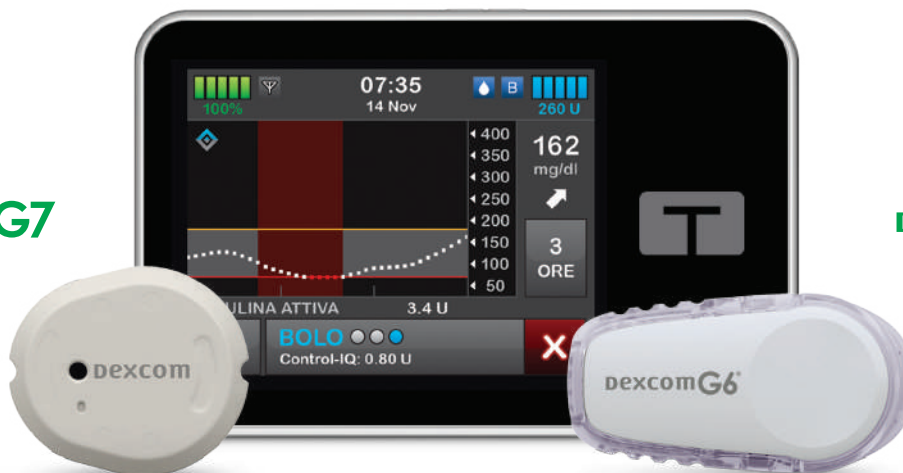 07:35
14 Nov
B
100%
260 U
400
350
300
250
200
150
100
50
162
mg/dl
3
ORE
G7
T
ULINA ATTIVA 3.4 U
BOLO
Control-IQ: 0.80 U
X
Dexcom
Dexcom G6